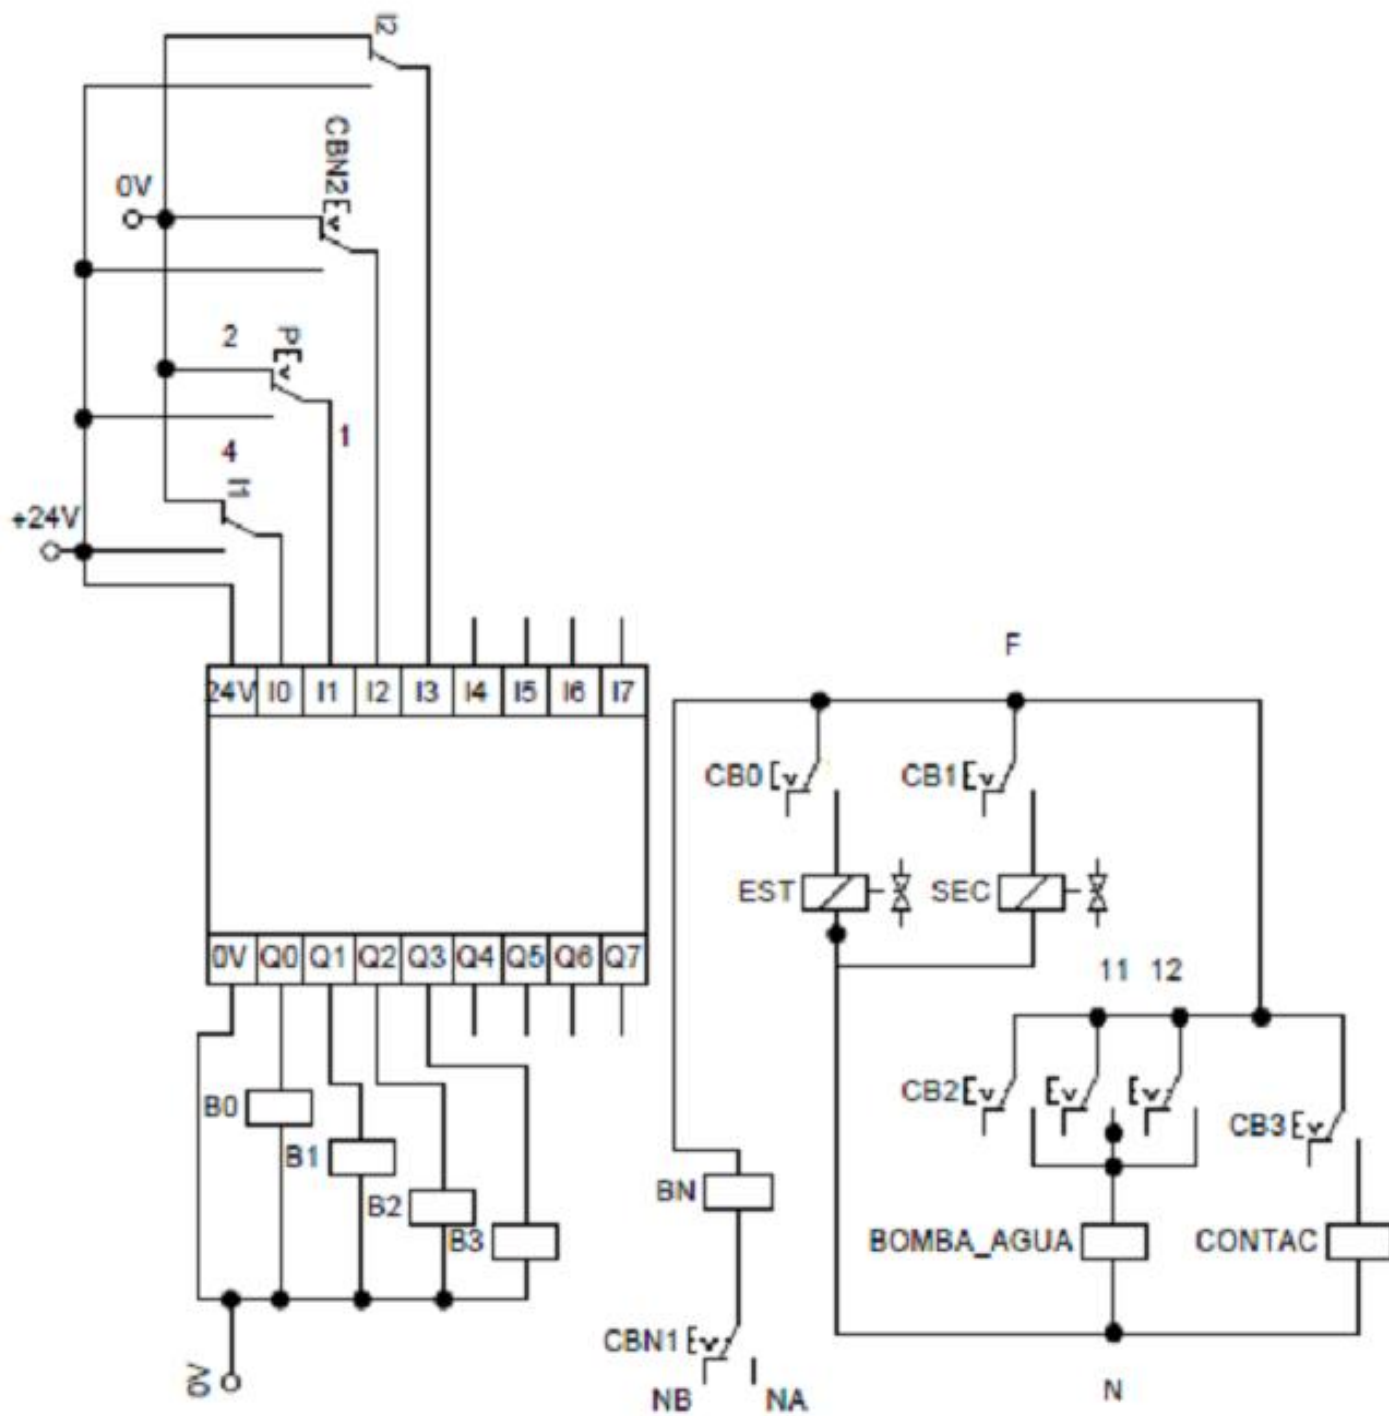 I2
CBN2
0V
2
P
1
4
I1
+24V
F
24V I0 I1 I2 I3 I4 I5 I6 I7
CB0
CB1
EST
SEC
0V Q0 Q1 Q2 Q3 Q4 Q5 Q6 Q7
11 12
CB2
B0
CB3
B1
BN
B2
B3
BOMBA_AGUA
CONTAC
CBN1
0V
NB
NA
N